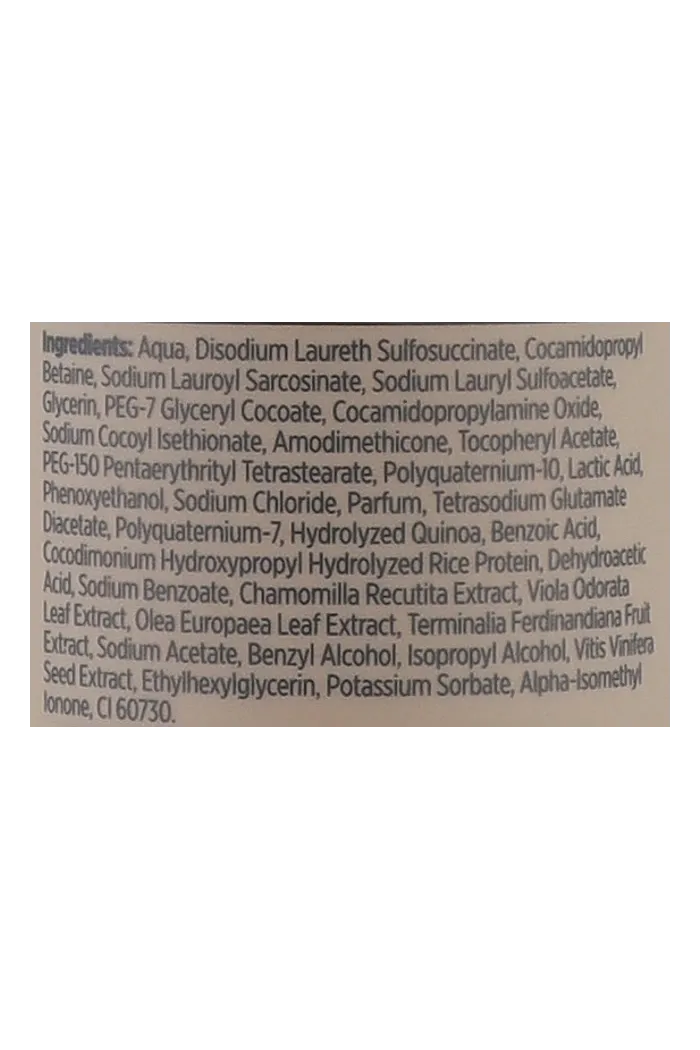 Ingredients: Aqua, Disodium Laureth Sulfosuccinate, Cocamidopropyl
Betaine, Sodium Lauroyl Sarcosinate, Sodium Lauryl Sulfoacetate,
Glycerin, PEG-7 Glyceryl Cocoate, Cocamidopropylamine Oxide,
Sodium Cocoyl Isethionate, Amodimethicone, Tocopheryl Acetate,
PEG-150 Pentaerythrityl Tetrastearate, Polyquaternium-10, Lactic Acid,
Phenoxyethanol, Sodium Chloride, Parfum, Tetrasodium Glutamate
Diacetate, Polyquaternium-7, Hydrolyzed Quinoa, Benzoic Acid,
Cocodimonium Hydroxypropyl Hydrolyzed Rice Protein, Dehydroacetic
Acid, Sodium Benzoate, Chamomilla Recutita Extract, Viola Odorata
Leaf Extract, Olea Europaea Leaf Extract, Terminalia Ferdinandiana Fruit
Extract, Sodium Acetate, Benzyl Alcohol, Isopropyl Alcohol, Vitis Vinifera
Seed Extract, Ethylhexylglycerin, Potassium Sorbate, Alpha-Isomethyl
Ionone, CI 60730.